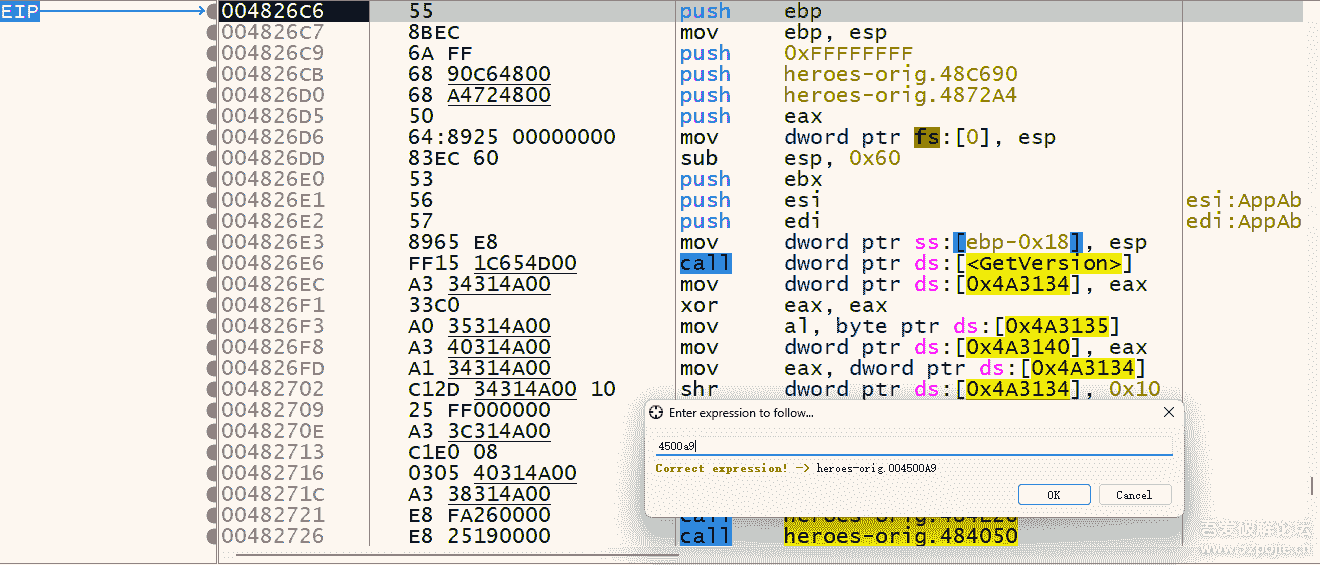 EIP 004826C6 55 push ebp
004826C7 8BEC mov ebp, esp
004826C9 6A FF push 0xFFFFFFFF
004826CB 68 90C64800 push heroes-orig.48C690
004826D0 68 A4724800 push heroes-orig.4872A4
004826D5 50 push eax
004826D6 64:8925 00000000 mov dword ptr fs:[0], esp
004826DD 83EC 60 sub esp, 0x60
004826E0 53 push ebx
004826E1 56 push esi esi:AppAb
004826E2 57 push edi edi:AppAb
004826E3 8965 E8 mov dword ptr ss:[ebp-0x18], esp
004826E6 FF15 1C654D00 call dword ptr ds:[<GetVersion>]
004826EC A3 34314A00 mov dword ptr ds:[0x4A3134], eax
004826F1 33C0 xor eax, eax
004826F3 A0 35314A00 mov al, byte ptr ds:[0x4A3135]
004826F8 A3 40314A00 mov dword ptr ds:[0x4A3140], eax
004826FD A1 34314A00 mov eax, dword ptr ds:[0x4A3134]
00482702 C12D 34314A00 10 shr dword ptr ds:[0x4A3134], 0x10
00482709 25 FF000000
0048270E A3 3C314A00
00482713 C1E0 08
00482716 0305 40314A00
0048271C A3 38314A00
00482721 E8 FA260000 call
00482726 E8 25190000 call heroes-orig.484050
Enter expression to follow...
4500a9
Correct expression! -> heroes-orig.004500A9
OK Cancel
吾爱破解论坛
www.52pojie.cn